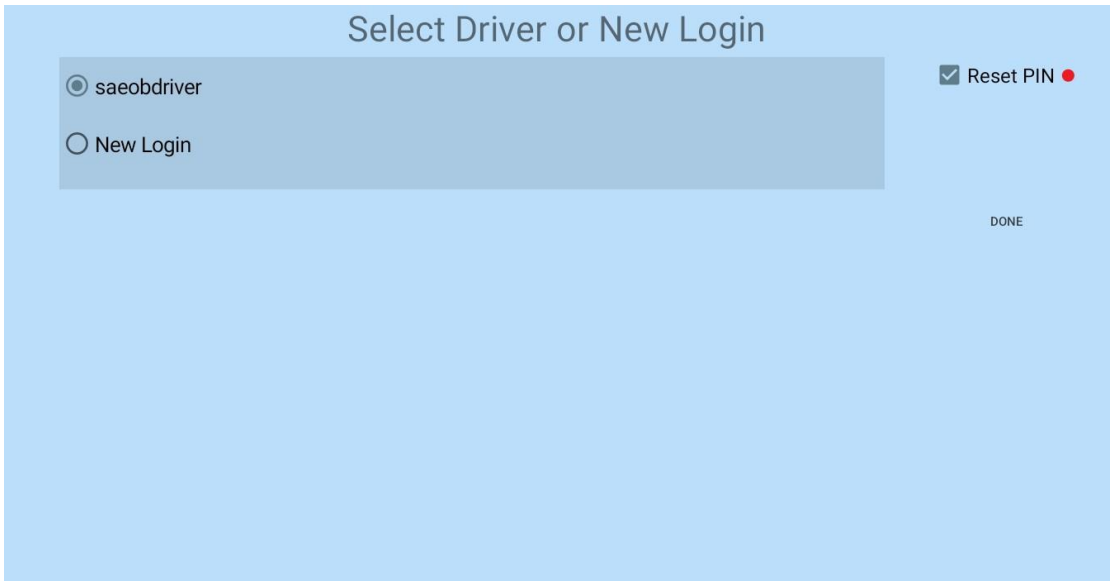 Select Driver or New Login
saeobdriver
Reset PIN
New Login
DONE